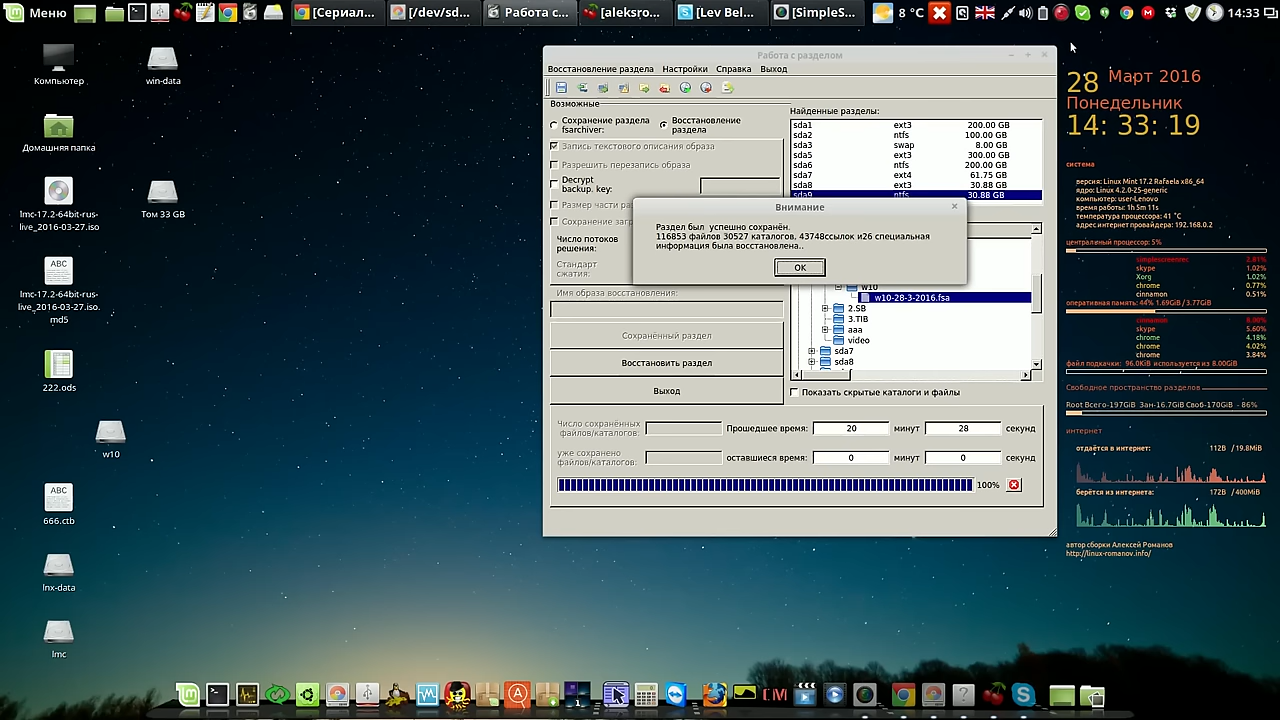 Меню
[Сериал...
[/dev/...
Работа с...
[aleksro...
[LiveBel...
[SimpleS...
8 °C
14:33
Компьютер
win-data
Домашняя папка
lmc-17.2-64bit-rus-
live_2016-03-27.iso
Том 33 GB
lmc-17.2-64bit-rus-
live_2016-03-27.iso.
md5
222.ods
w10
666.ctb
lnx-data
lmc
Работа с разделом
Восстановление раздела Настройки Справка Выход
Возможные
Сохранение раздела
fsarchiver:
Восстановление
раздела
Запись текстового описания образа
Разрешить перезапись образа
Decrypt
backup. key:
Размер части ра
Сохранение загр
Число потоков
решения:
Стандарт
сжатия:
Имя образа восстановления:
Сохранённый раздел
Восстановить раздел
Выход
Найденные разделы:
sda1 ext3 200.00 GB
sda2 ntfs 100.00 GB
sda3 swap 8.00 GB
sda5 ext3 300.00 GB
sda6 ntfs 200.00 GB
sda7 ext4 61.75 GB
sda8 ext3 30.88 GB
sda9 ntfs 30.88 GB
Внимание
Раздел был успешно сохранён.
116853 файлов 30527 каталогов, 43748ссылок и26 специальная
информация была восстановлена..
OK
w10
w10-28-3-2016.fsa
2.SB
3.TIB
aaa
video
sda7
sda8
Показать скрытые каталоги и файлы
Число сохранённых
файлов/каталогов:
Прошедшее время: 20 минут 28 секунд
уже сохранено
файлов/каталогов:
оставшиеся время: 0 минут 0 секунд
100%
28 Март 2016
Понедельник
14: 33: 19
система
версия: Linux Mint 17.2 Rafaela x86_64
ядро: Linux 4.2.0-25-generic
компьютер: user-Lenovo
время работы: 1h 5m 11s
температура процессора: 41 °C
адрес интернет провайдера: 192.168.0.2
центральный процессор: 5%
simplescreenrec 2.81%
skype 1.02%
Xorg 1.02%
chrome 0.77%
cinnamon 0.51%
оперативная память: 44% 1.69GiB / 3.77GiB
cinnamon
skype 5.60%
chrome 4.18%
chrome 4.02%
chrome 3.84%
файл подкачки: 96.0KiB используется из 8.00GiB
Свободное пространство разделов
Root Всего-197GiB Зан-16.7GiB Своб-170GiB - 86%
интернет
отдаётся в интернет: 112B / 19.8MiB
берётся из интернета: 172B / 400MiB
автор сборки Алексей Романов
http://linux-romanov.info/